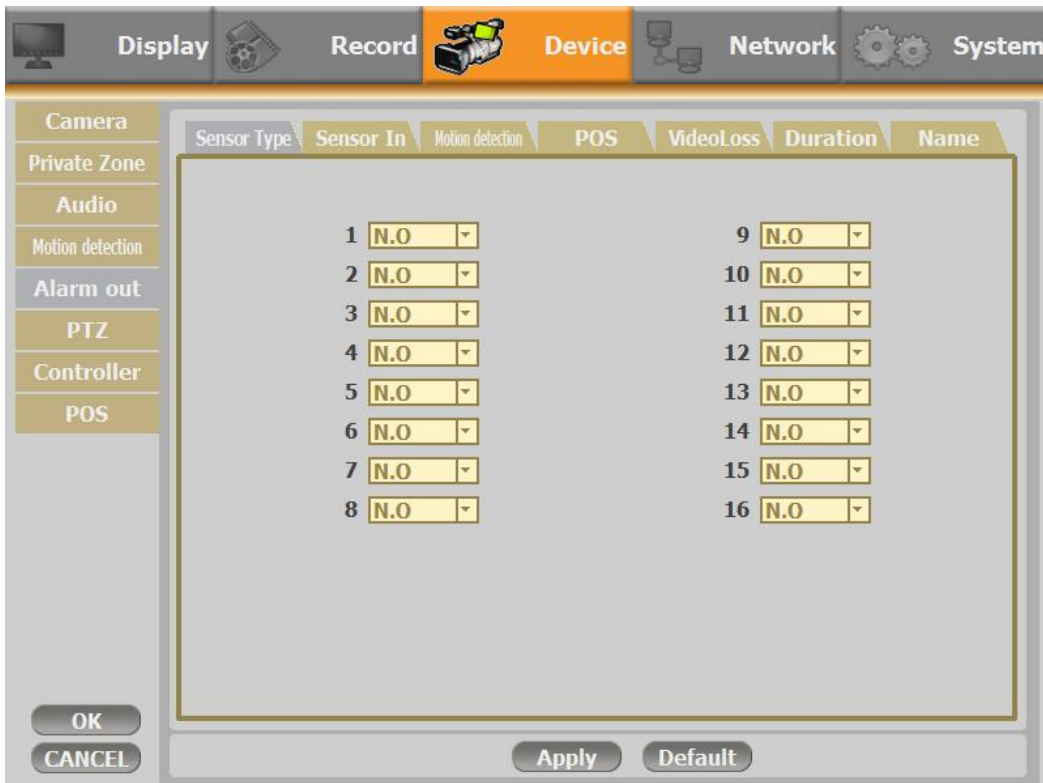 Display Record Device Network System
Camera
Private Zone
Audio
Motion detection
Alarm out
PTZ
Controller
POS
OK
CANCEL
Sensor Type Sensor In Motion detection POS VideoLoss Duration Name
1 N.O 9 N.O
2 N.O 10 N.O
3 N.O 11 N.O
4 N.O 12 N.O
5 N.O 13 N.O
6 N.O 14 N.O
7 N.O 15 N.O
8 N.O 16 N.O
Apply Default